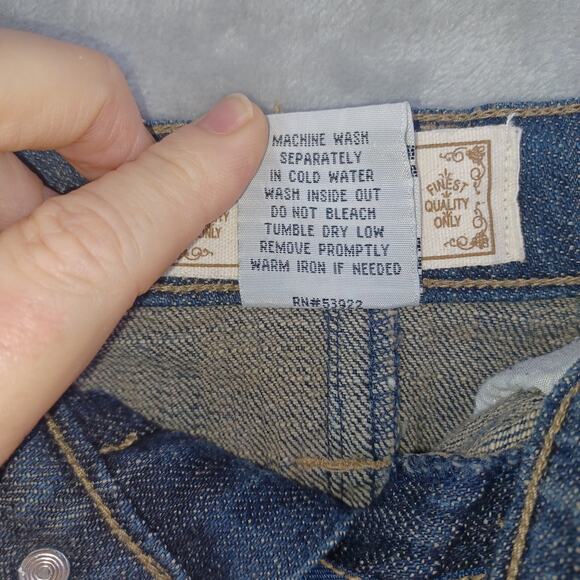 MACHINE WASH
SEPARATELY
IN COLD WATER
WASH INSIDE OUT
DO NOT BLEACH
TUMBLE DRY LOW
REMOVE PROMPTLY
WARM IRON IF NEEDED
RN#53922
FINEST
QUALITY
ONLY
ONLY